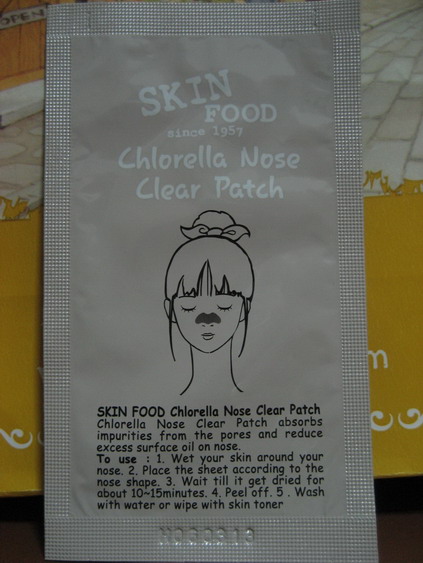 OPEN
SKIN
FOOD
since 1957
Chlorella Nose
Clear Patch
SKIN FOOD Chlorella Nose Clear Patch
Chlorella Nose Clear Patch absorbs
impurities from the pores and reduce
excess surface oil on nose.
To use : 1. Wet your skin around your
nose. 2. Place the sheet according to the
nose shape. 3. Wait till it get dried for
about 10~15minutes. 4. Peel off. 5 . Wash
with water or wipe with skin toner